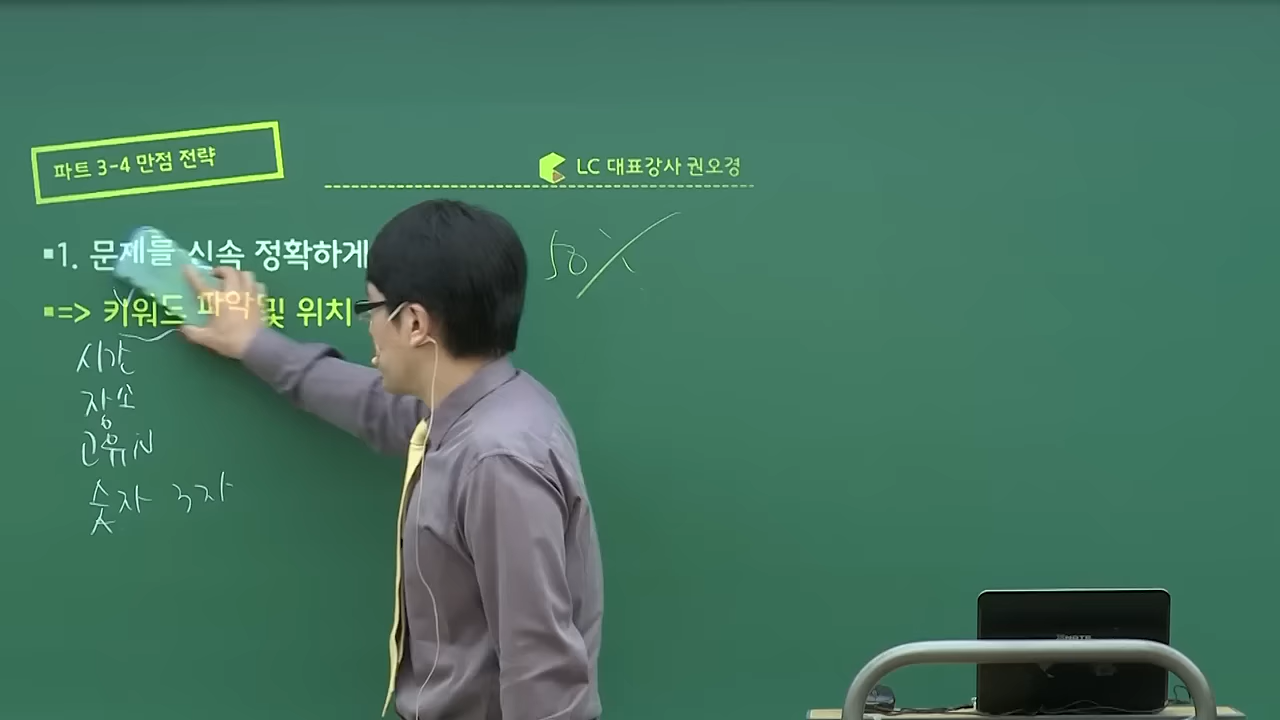 파트 3-4 만점 전략
LC 대표강사 권오경
▪1. 문제를 신속 정확하게
▪=> 키워드 파악 및 위치
50%
시간
장소
고유N
숫자 3자